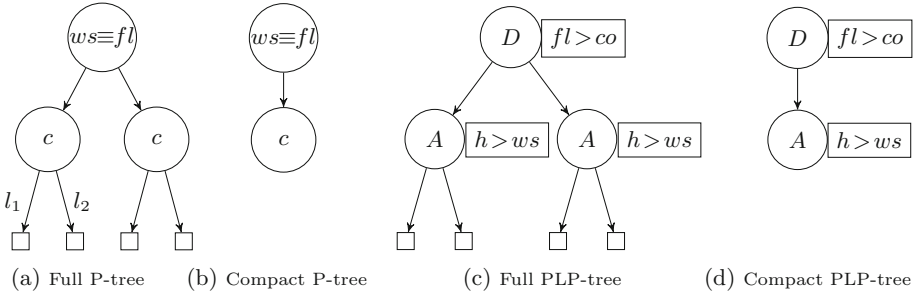 ws≡fl
c
c
l₁
l₂
(a) Full P-tree
ws≡fl
c
(b) Compact P-tree
D
fl>co
A
h>ws
A
h>ws
(c) Full PLP-tree
D
fl>co
A
h>ws
(d) Compact PLP-tree